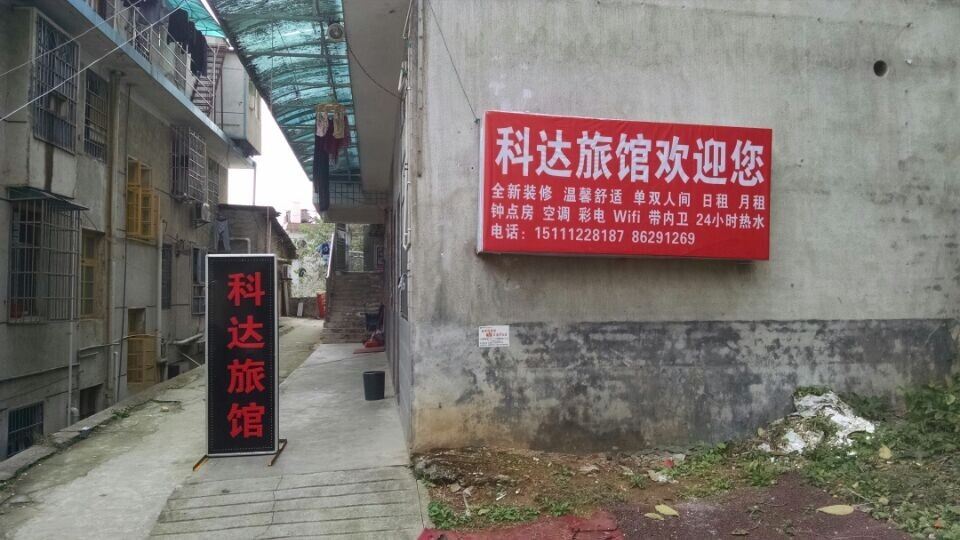 科达旅馆欢迎您
全新装修 温馨舒适 单双人间 日租 月租
钟点房 空调 彩电 Wifi 带内卫 24小时热水
电话：15111228187 86291269
科达旅馆